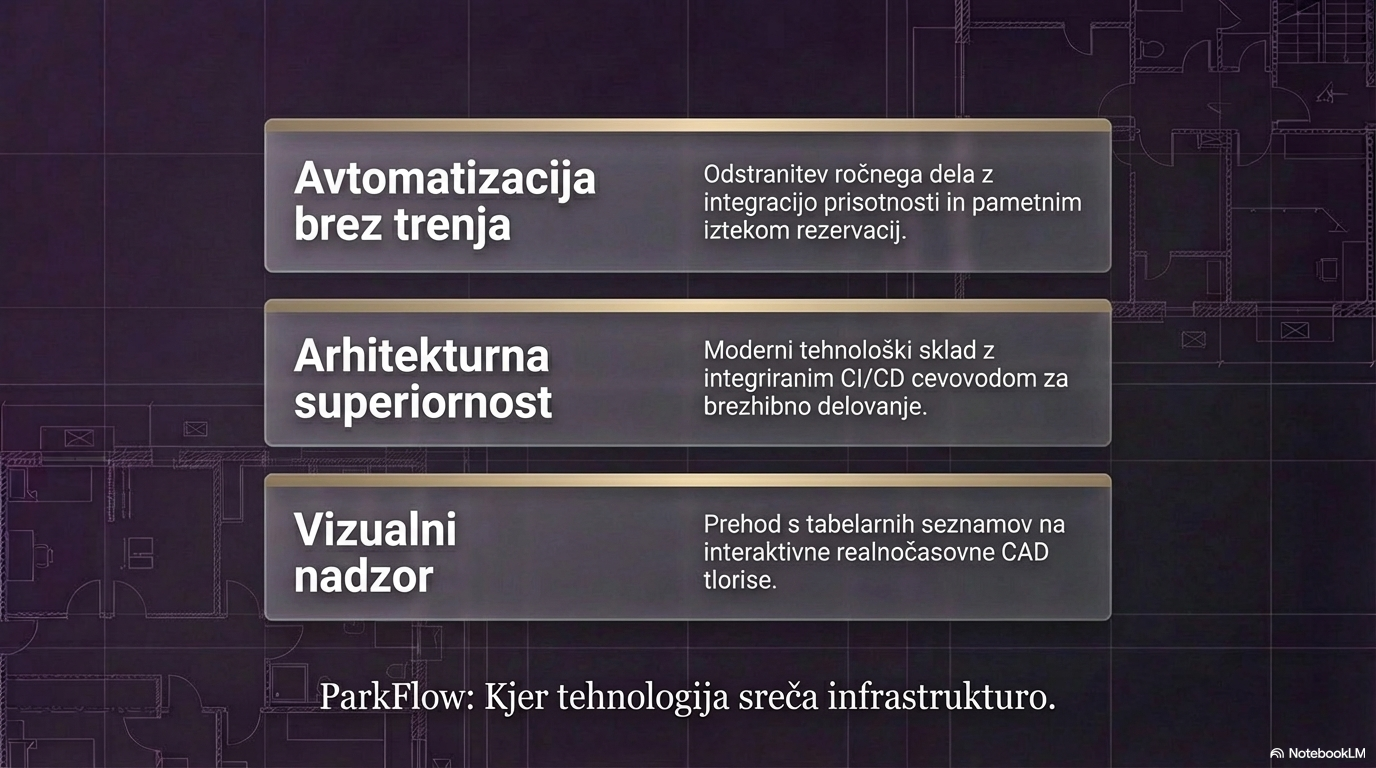 Avtomatizacija
brez trenja
Odstranitev ročnega dela z
integracijo prisotnosti in pametnim
iztekom rezervacij.
Arhitekturna
superiornost
Moderni tehnološki sklad z
integriranim CI/CD cevovodom za
brezhibno delovanje.
Vizualni
nadzor
Prehod s tabelarnih seznamov na
interaktivne realnočasovne CAD
tlorise.
ParkFlow: Kjer tehnologija sreča infrastrukturo.
NotebookLM